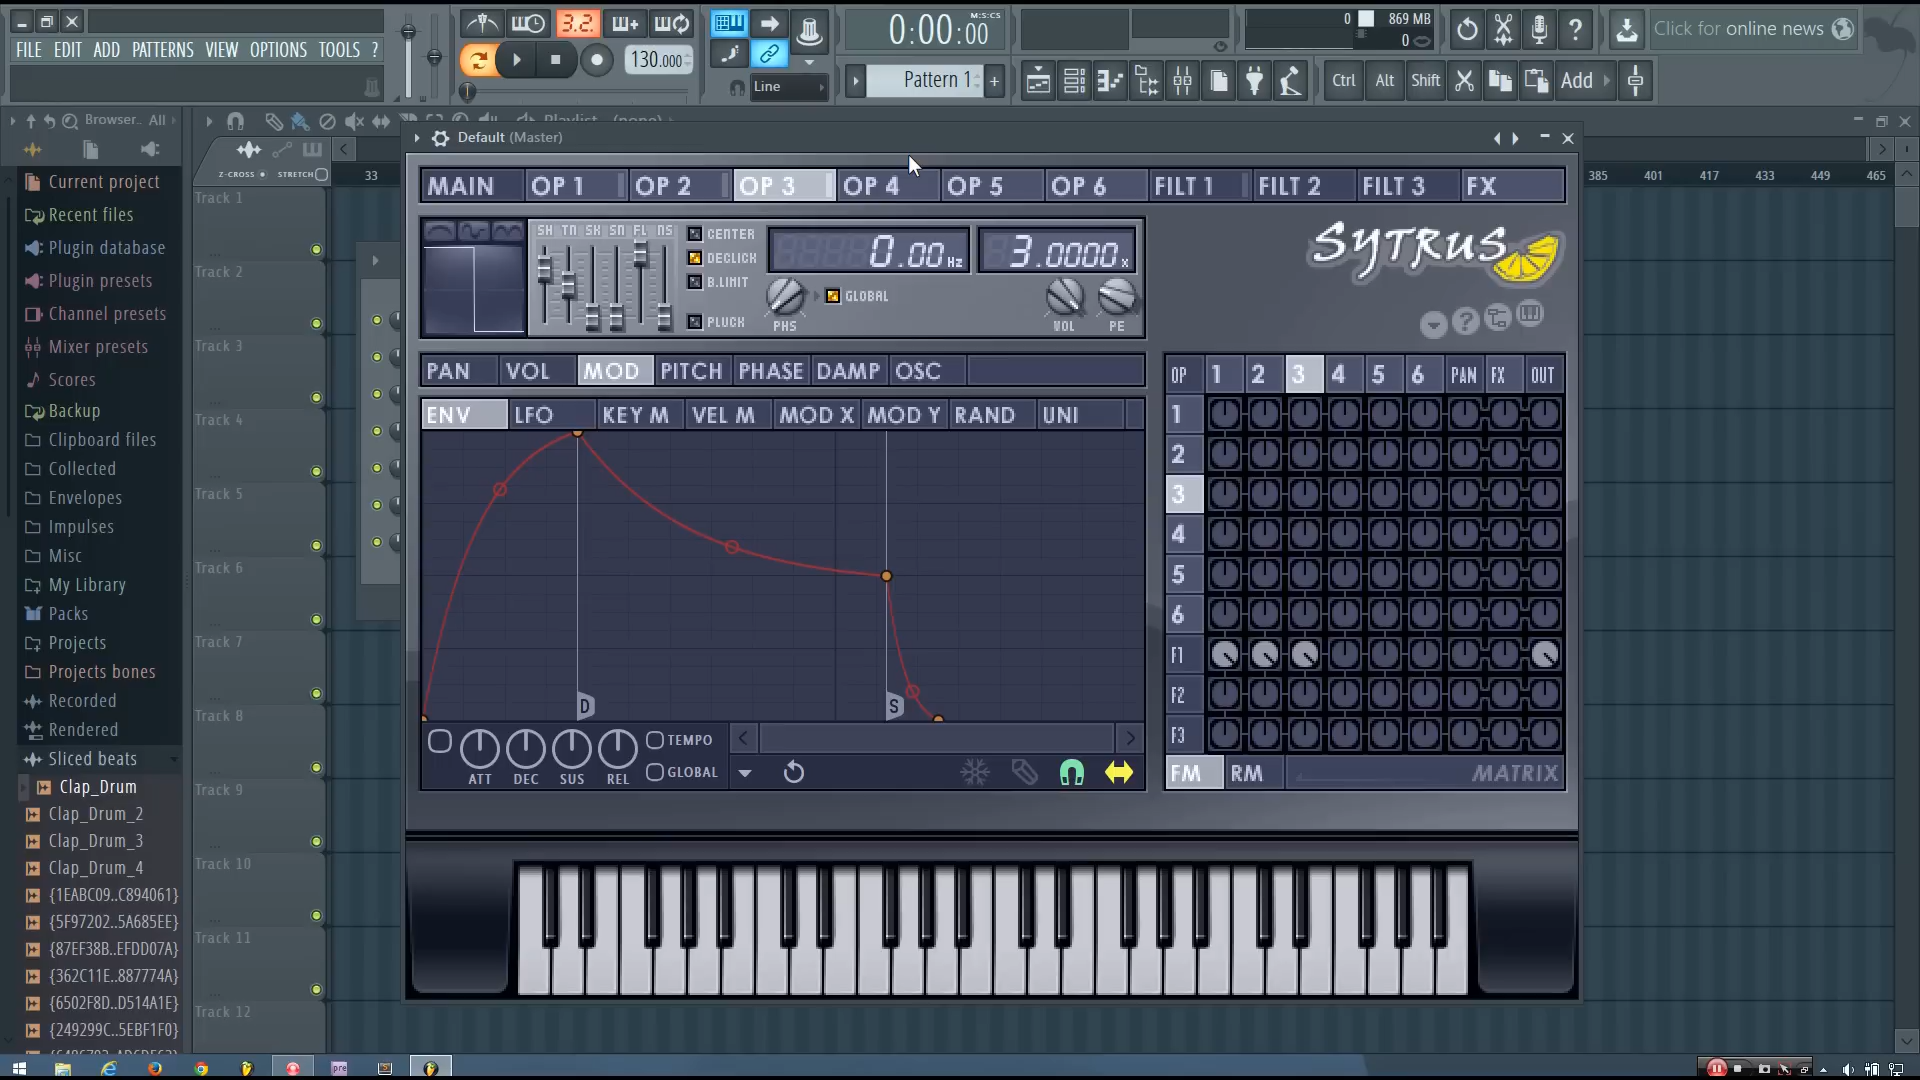 FILE EDIT ADD PATTERNS VIEW OPTIONS TOOLS ?
3.2.
130.000
Line
0:00:00
M:S:CS
Pattern 1
0
869 MB
0
Click for online news
Ctrl Alt Shift Add
Browser.. All
Playlist (none)
Default (Master)
Z-CROSS STRETCH
33
385 401 417 433 449 465
Current project
Recent files
Plugin database
Plugin presets
Channel presets
Mixer presets
Scores
Backup
Clipboard files
Collected
Envelopes
Impulses
Misc
My Library
Packs
Projects
Projects bones
Recorded
Rendered
Sliced beats
Clap_Drum
Clap_Drum_2
Clap_Drum_3
Clap_Drum_4
{1EABC09..C894061}
{5F97202..5A685EE}
{87EF38B..EFDD07A}
{362C11E..887774A}
{6502F8D..D514A1E}
{249299C..5EBF1F0}
Track 1
Track 2
Track 3
Track 4
Track 5
Track 6
Track 7
Track 8
Track 9
Track 10
Track 11
Track 12
MAIN OP 1 OP 2 OP 3 OP 4 OP 5 OP 6 FILT 1 FILT 2 FILT 3 FX
SH TN SK SN FL NS
CENTER
DECLICK
B.LIMIT
PLUCK
0.00 Hz
3.0000 x
PHS
GLOBAL
VOL PE
SYTRUS
PAN VOL MOD PITCH PHASE DAMP OSC
ENV LFO KEY M VEL M MOD X MOD Y RAND UNI
D S
ATT DEC SUS REL
TEMPO
GLOBAL
OP 1 2 3 4 5 6 PAN FX OUT
1
2
3
4
5
6
F1
F2
F3
FM RM MATRIX
pre